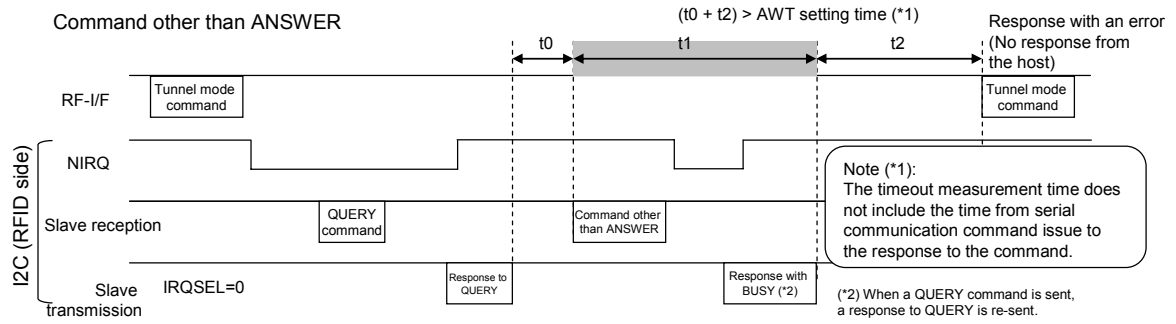 Command other than ANSWER
(t0 + t2) > AWT setting time (*1)
Response with an error
(No response from
the host)
t0
t1
t2
RF-I/F
Tunnel mode
command
Tunnel mode
command
I2C (RFID side)
NIRQ
Note (*1):
The timeout measurement time does
not include the time from serial
communication command issue to
the response to the command.
Slave reception
QUERY
command
Command other
than ANSWER
Slave
transmission
IRQSEL=0
Response to
QUERY
Response with
BUSY (*2)
(*2) When a QUERY command is sent,
a response to QUERY is re-sent.